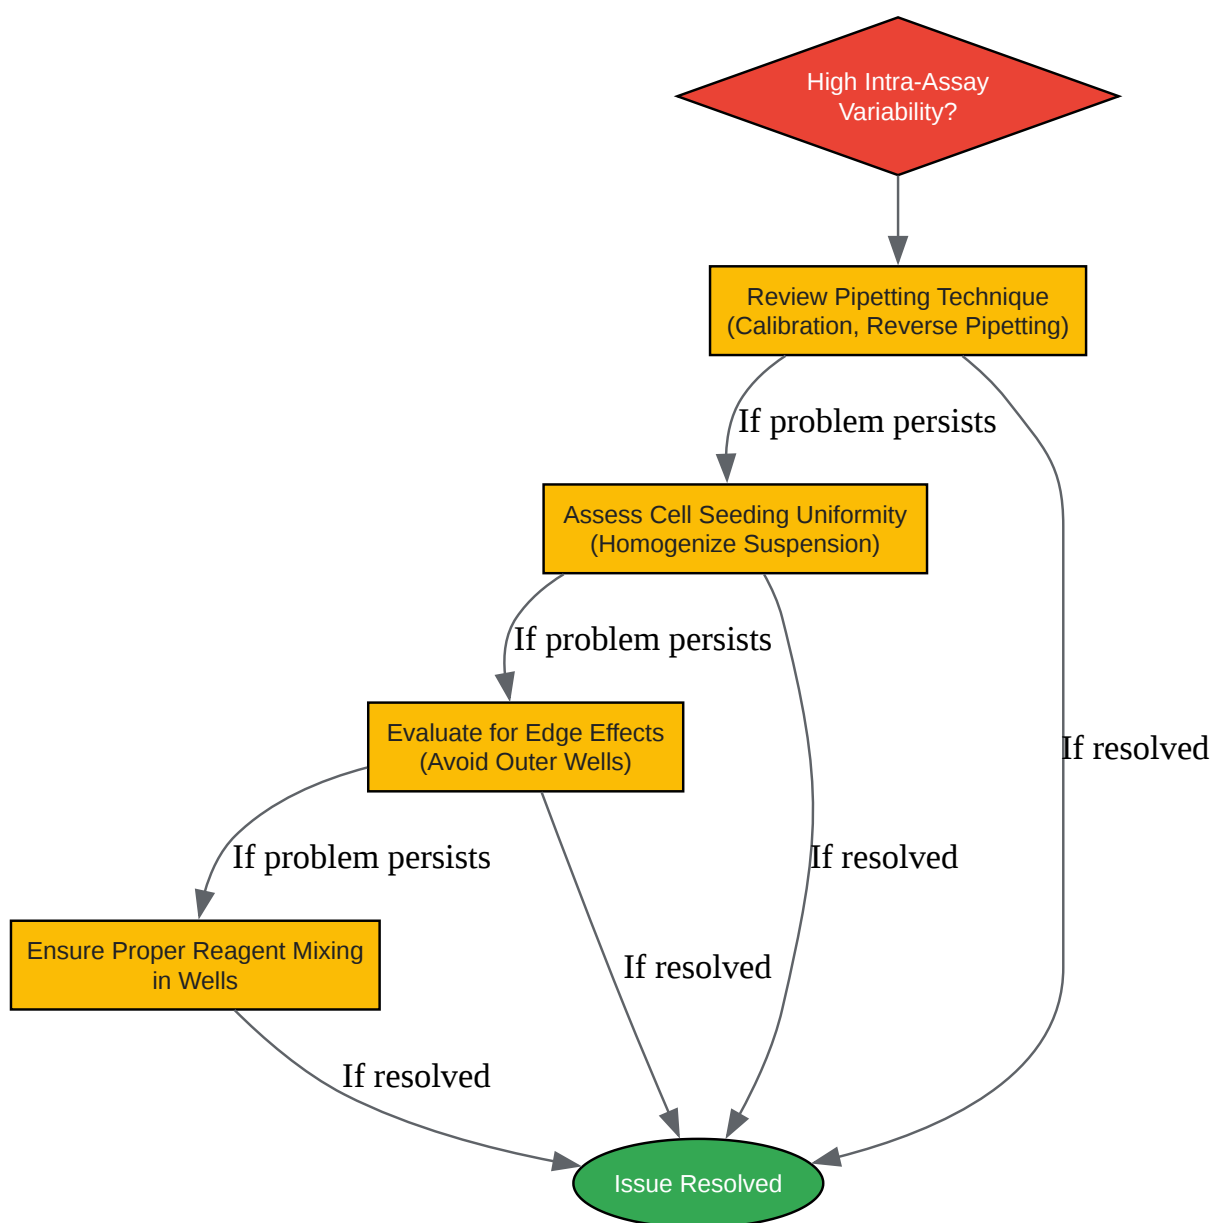 High Intra-Assay
Variability?
Review Pipetting Technique
(Calibration, Reverse Pipetting)
If problem persists
Assess Cell Seeding Uniformity
(Homogenize Suspension)
If problem persists
Evaluate for Edge Effects
(Avoid Outer Wells)
If resolved
If problem persists
If resolved
Ensure Proper Reagent Mixing
in Wells
If resolved
If resolved
Issue Resolved